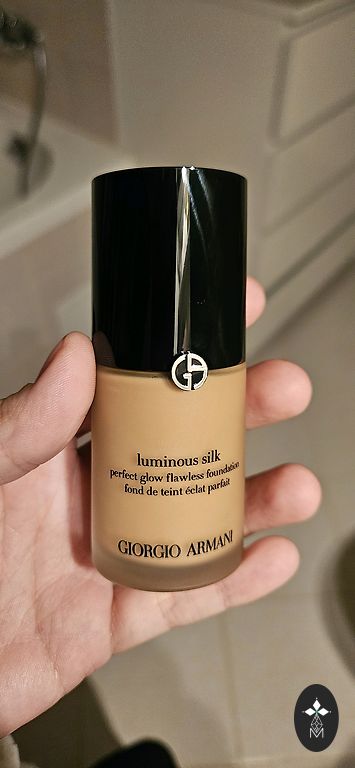 luminous silk
perfect glow flawless foundation
fond de teint éclat parfait
GIORGIO ARMANI
M